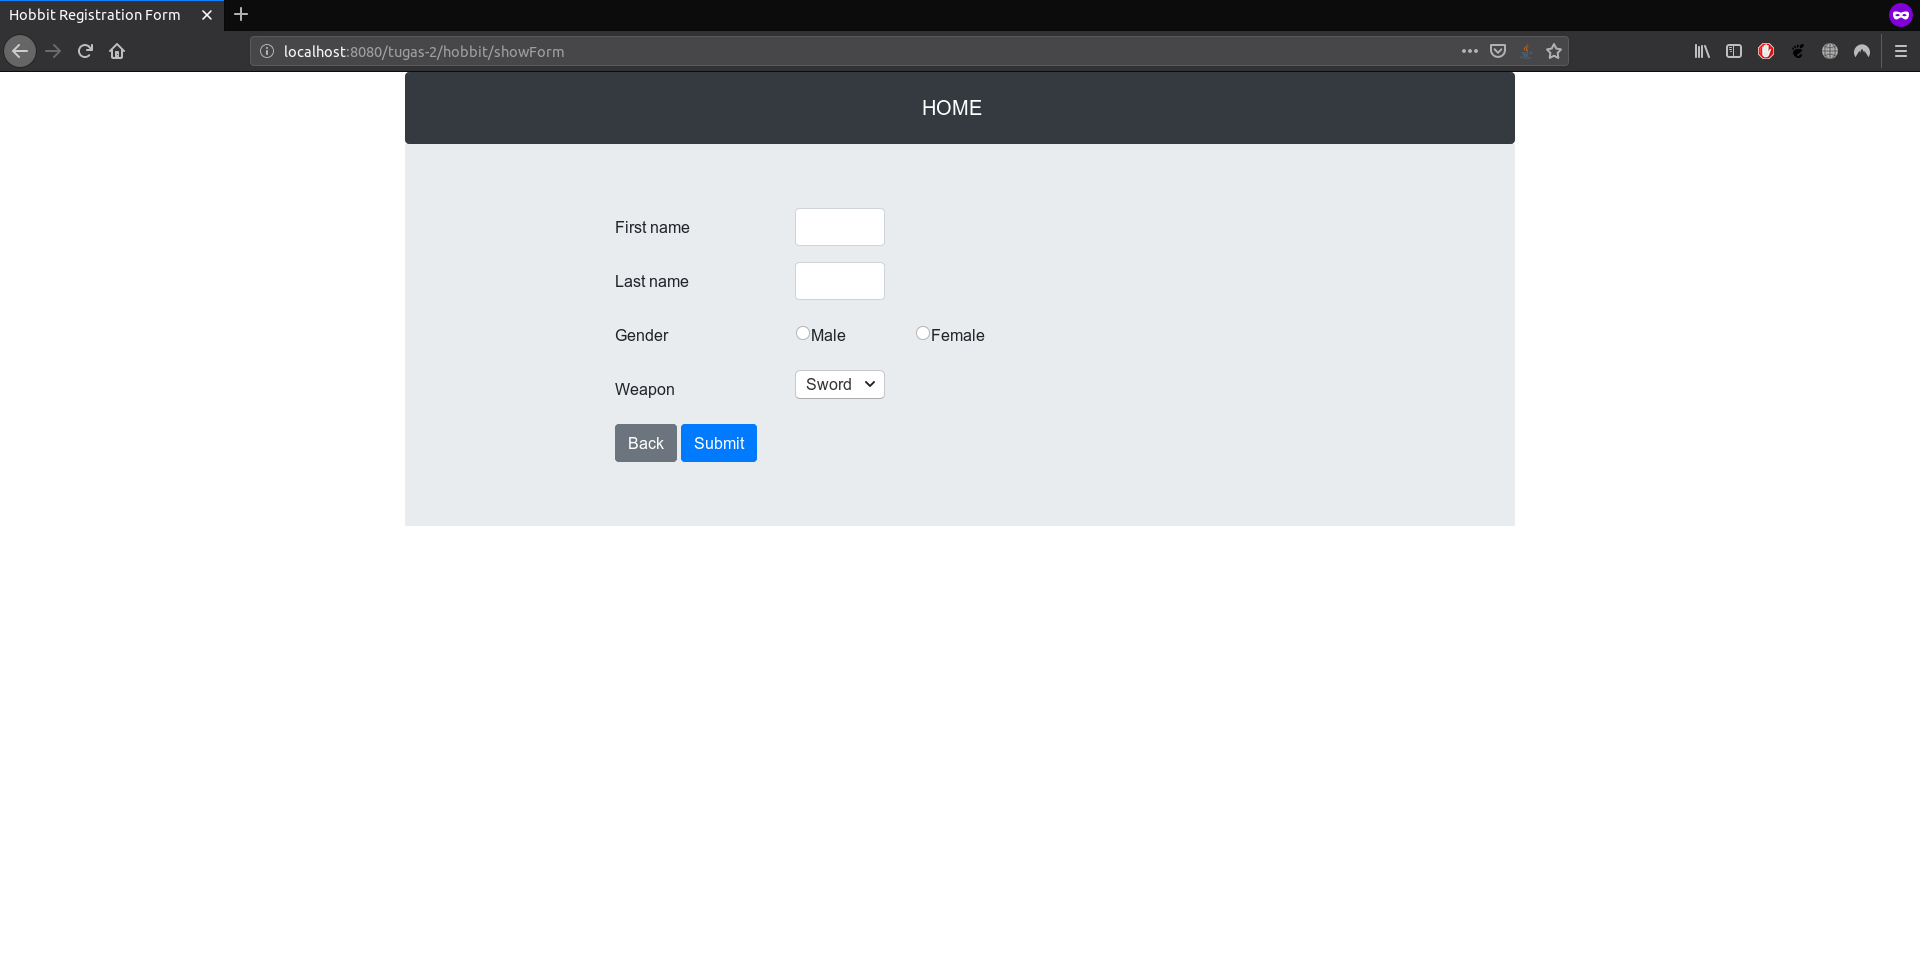 Hobbit Registration Form
localhost:8080/tugas-2/hobbit/showForm
HOME
First name
Last name
Gender Male Female
Weapon Sword
Back Submit